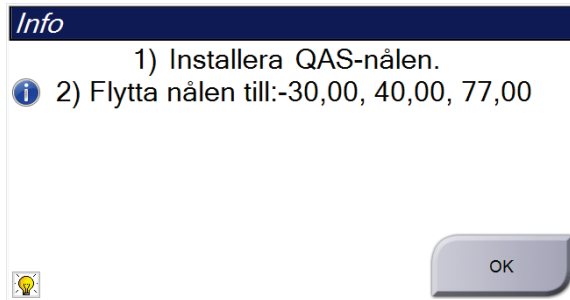 Info
1) Installera QAS-nålen.
2) Flytta nålen till:-30,00, 40,00, 77,00
OK